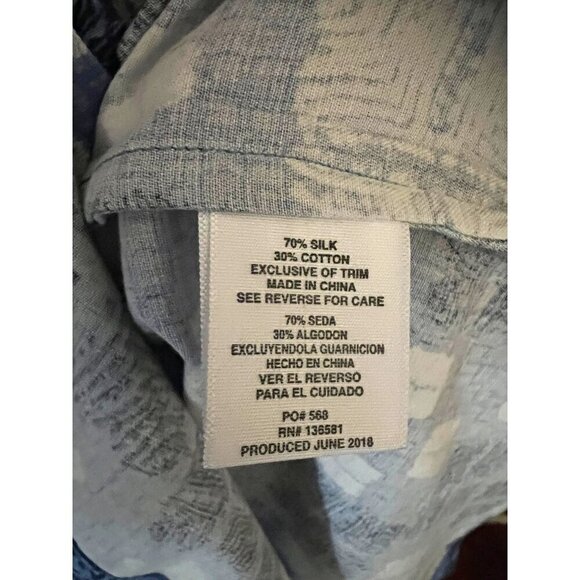 70% SILK
30% COTTON
EXCLUSIVE OF TRIM
MADE IN CHINA
SEE REVERSE FOR CARE
70% SEDA
30% ALGODON
EXCLUYENDOLA GUARNICION
HECHO EN CHINA
VER EL REVERSO
PARA EL CUIDADO
PO# 568
RN# 136581
PRODUCED JUNE 2018